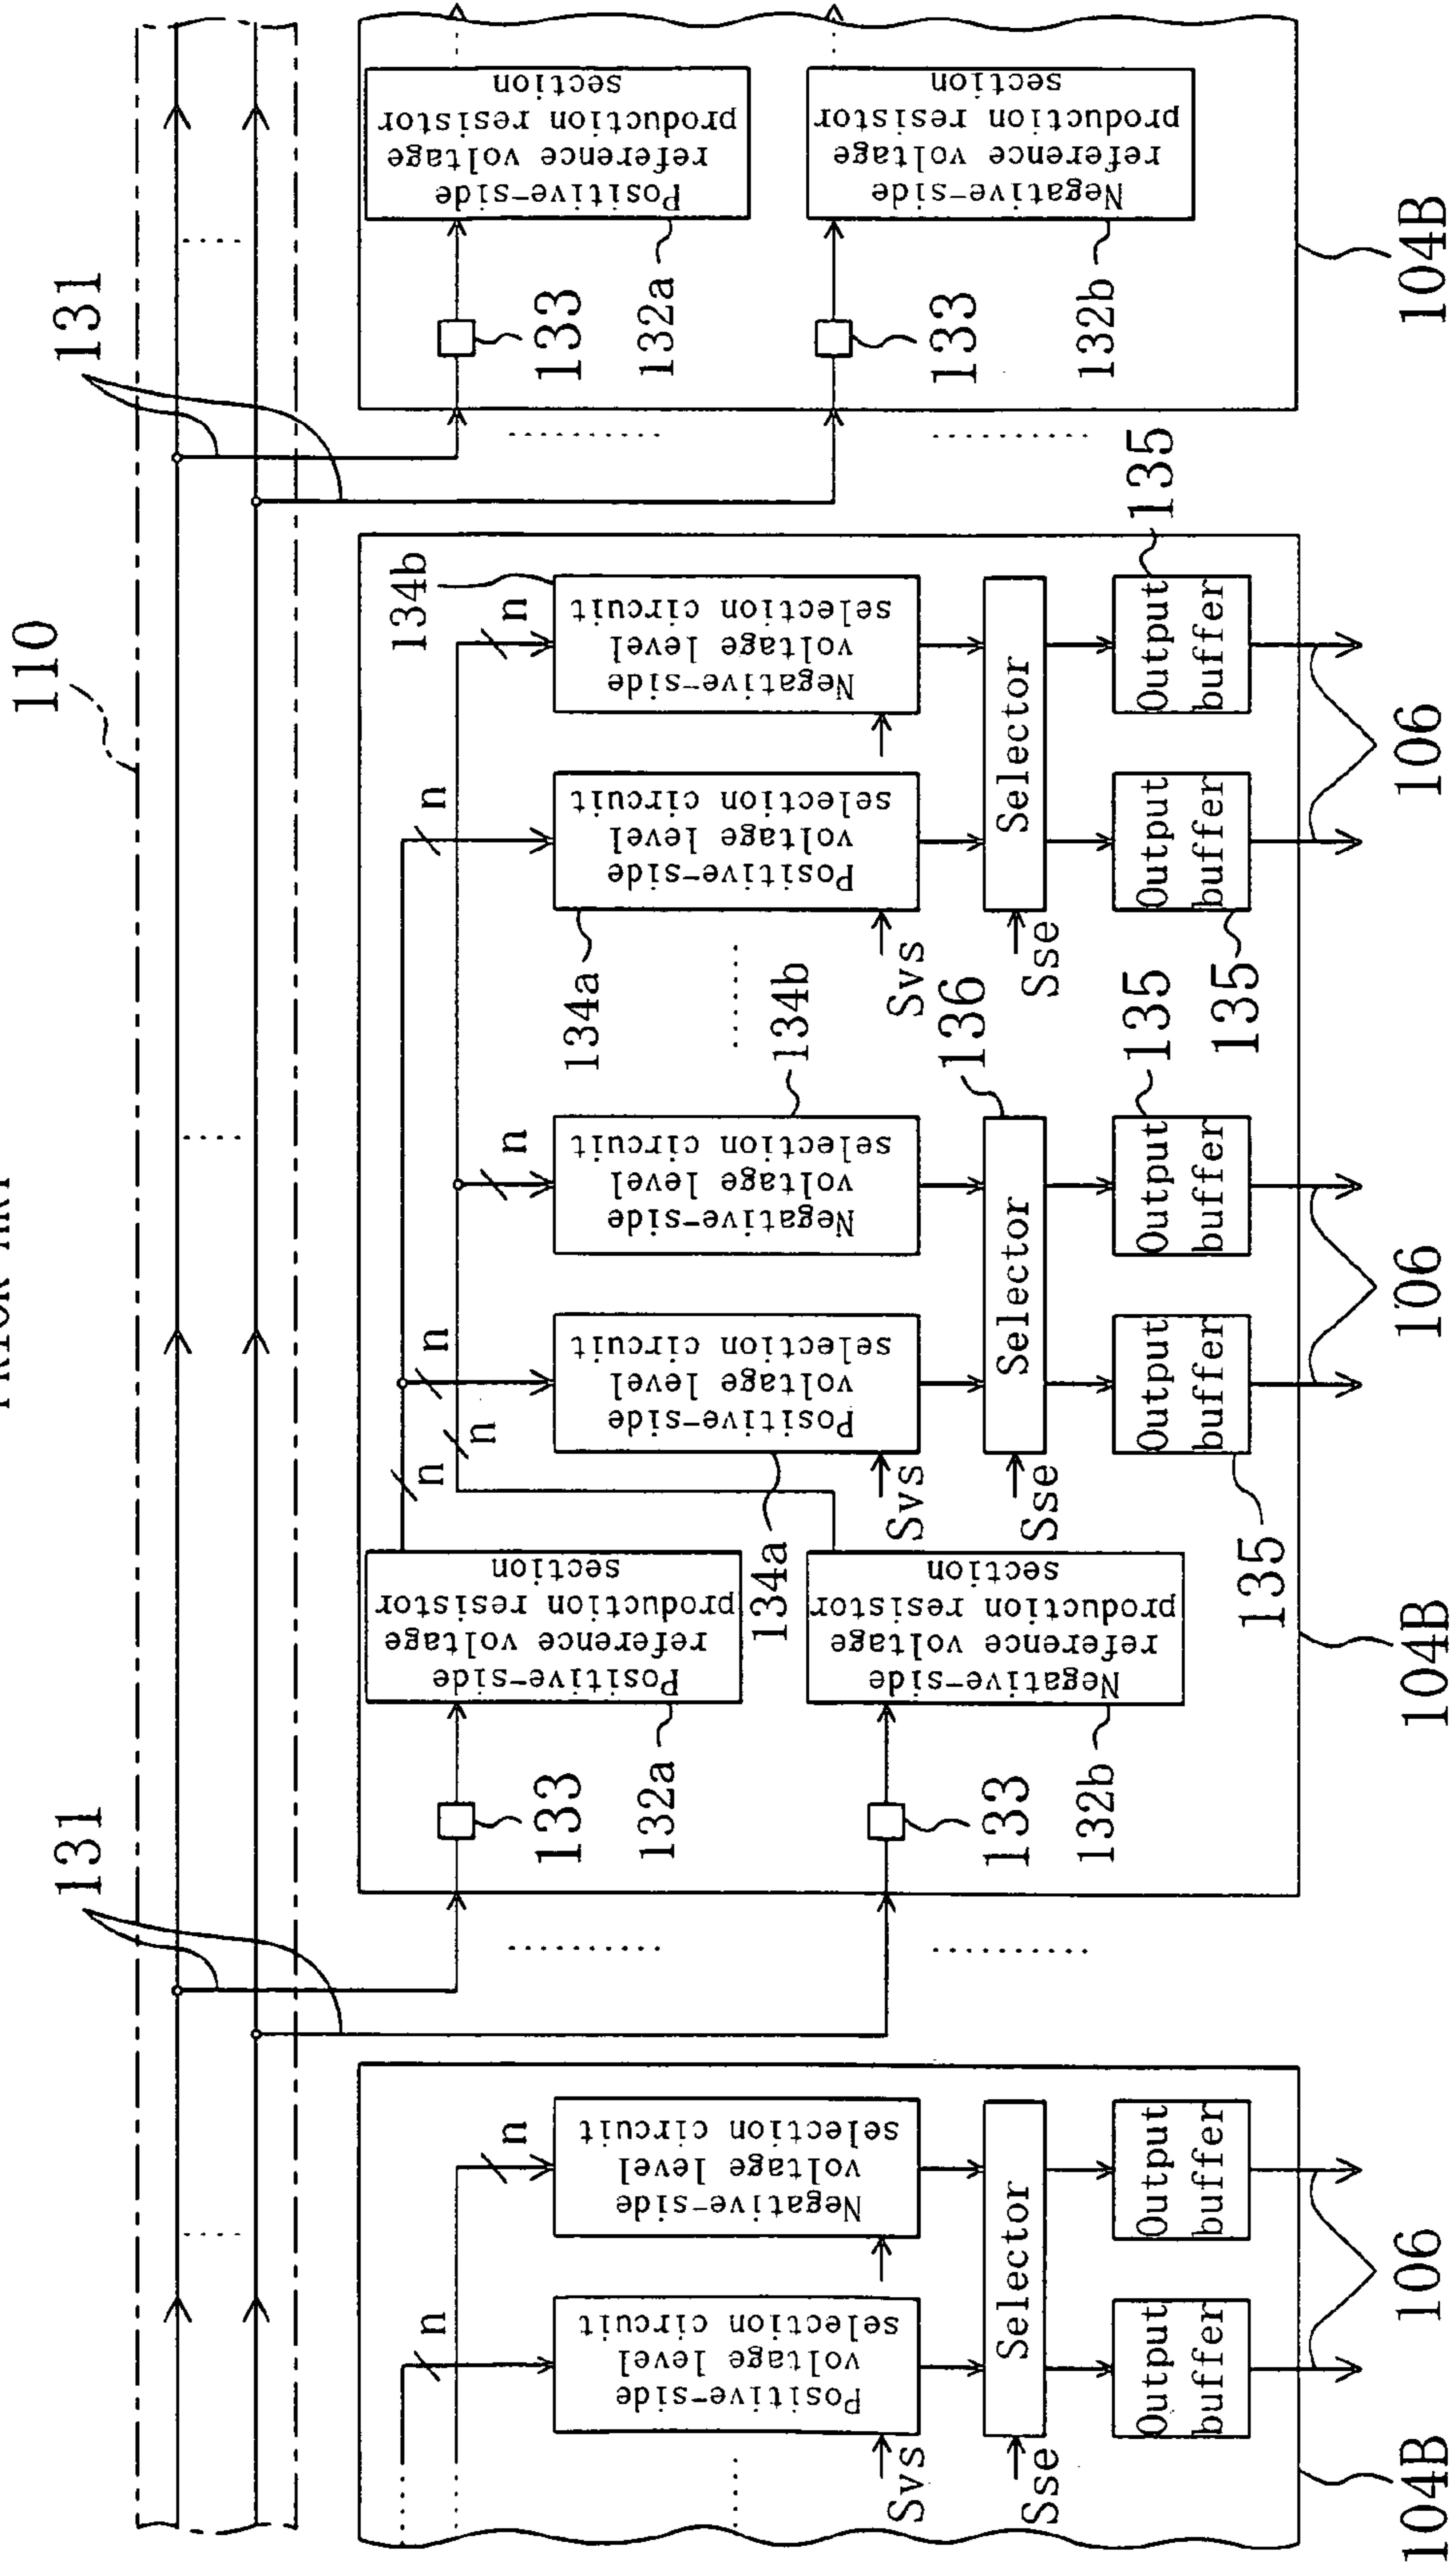 PRIOR ART
110
131
131
n
n
Positive-side
voltage level
selection circuit
Negative-side
voltage level
selection circuit
Svs
Selector
Sse
Output
buffer
Output
buffer
106
104B
133
Positive-side
reference voltage
production resistor
section
132a
133
Negative-side
reference voltage
production resistor
section
132b
n
n
n
n
n
n
134b
Positive-side
voltage level
selection circuit
134a
Negative-side
voltage level
selection circuit
134b
Positive-side
voltage level
selection circuit
134a
Negative-side
voltage level
selection circuit
Svs
Svs
Selector
136
Selector
Sse
Sse
Output
buffer
135
Output
buffer
135
Output
buffer
135
Output
buffer
135
106
106
104B
133
Positive-side
reference voltage
production resistor
section
132a
133
Negative-side
reference voltage
production resistor
section
132b
104B